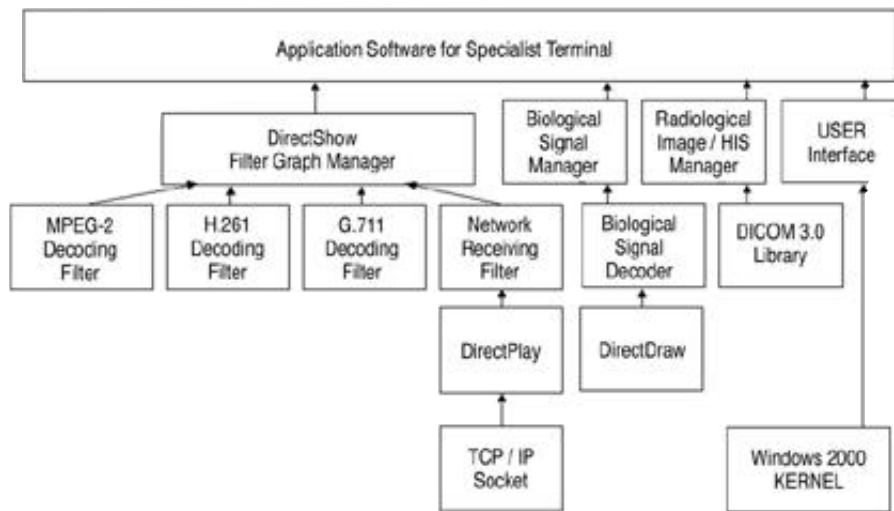 Application Software for Specialist Terminal
DirectShow
Filter Graph Manager
Biological
Signal
Manager
Radiological
Image / HIS
Manager
USER
Interface
MPEG-2
Decoding
Filter
H.261
Decoding
Filter
G.711
Decoding
Filter
Network
Receiving
Filter
Biological
Signal
Decoder
DICOM 3.0
Library
DirectPlay
DirectDraw
TCP / IP
Socket
Windows 2000
KERNEL